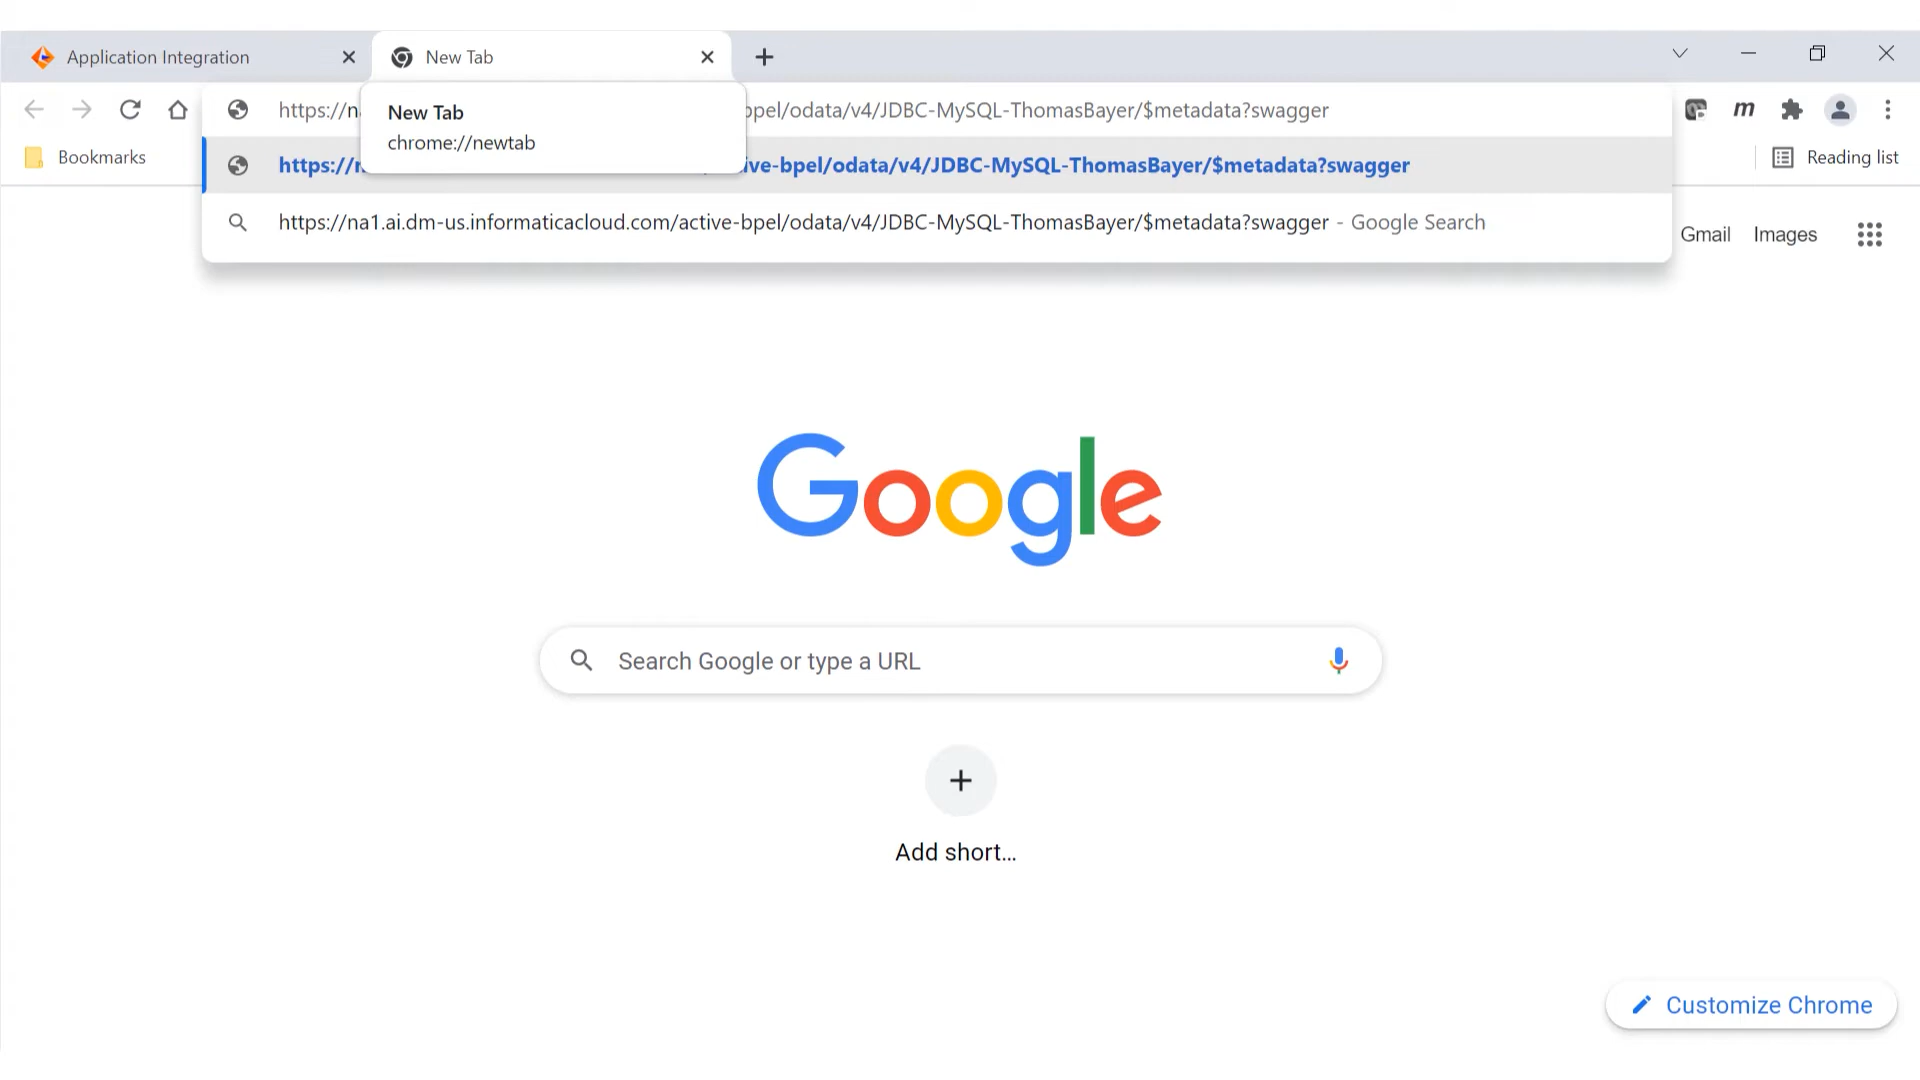 Application Integration
New Tab
https://na
bpel/odata/v4/JDBC-MySQL-ThomasBayer/$metadata?swagger
m
New Tab
chrome://newtab
Bookmarks
https://n
ive-bpel/odata/v4/JDBC-MySQL-ThomasBayer/$metadata?swagger
Reading list
https://na1.ai.dm-us.informaticacloud.com/active-bpel/odata/v4/JDBC-MySQL-ThomasBayer/$metadata?swagger - Google Search
Gmail Images
Google
Search Google or type a URL
Add short...
Customize Chrome